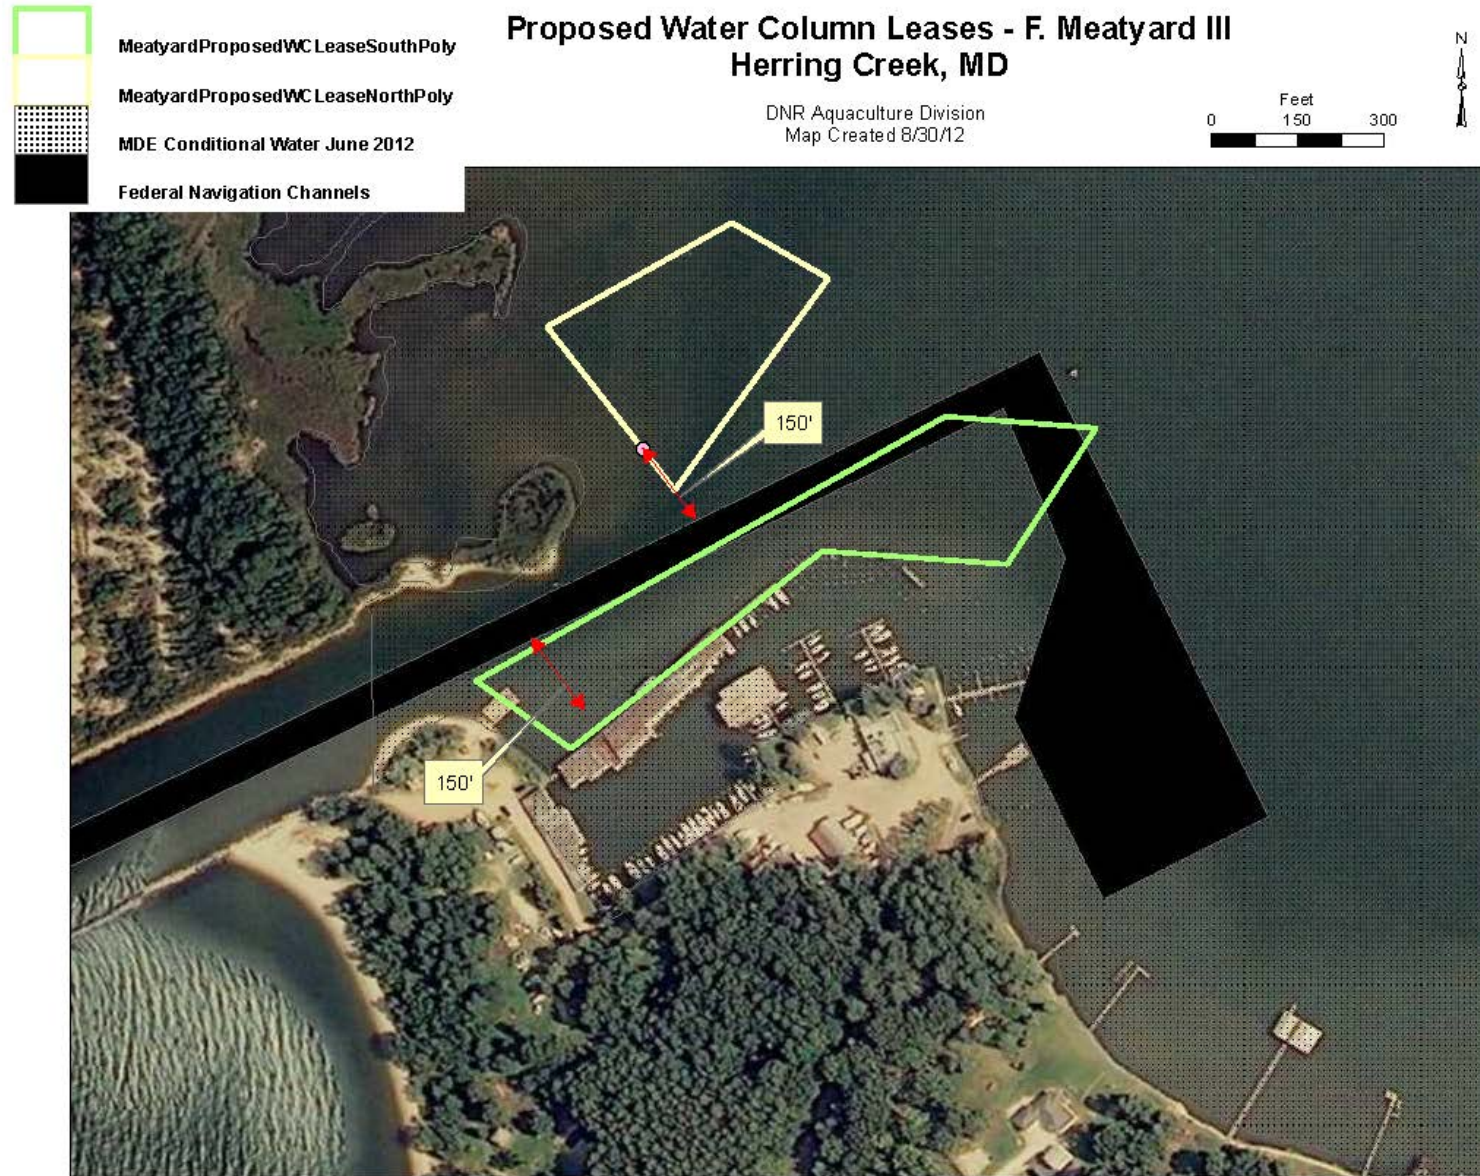 Proposed Water Column Leases - F. Meatyard III
Herring Creek, MD
DNR Aquaculture Division
Map Created 8/30/12
MeatyardProposedWCLeaseSouthPoly
MeatyardProposedWCLeaseNorthPoly
MDE Conditional Water June 2012
Federal Navigation Channels
N
Feet
0 150 300
150'
150'